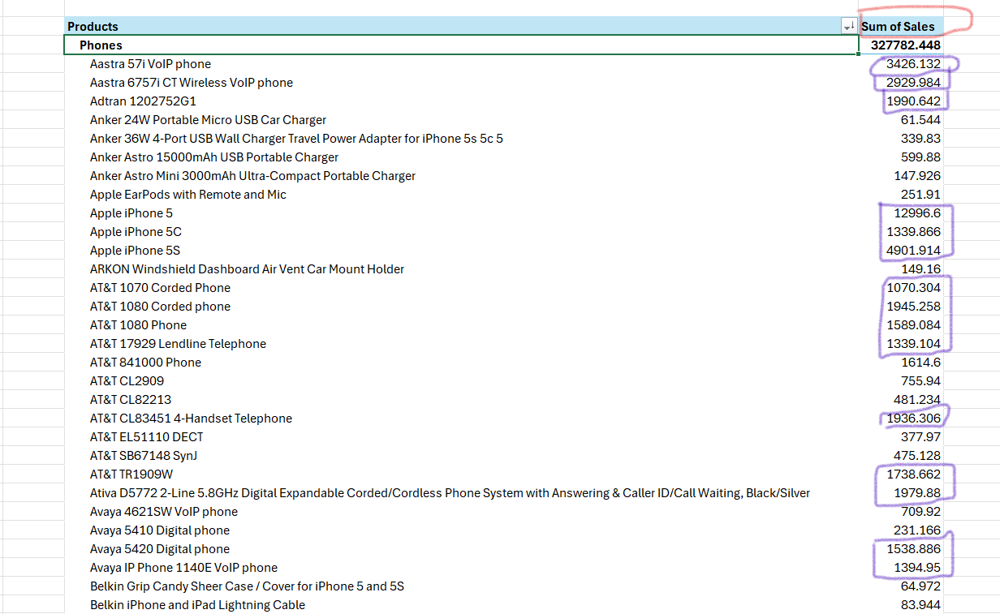 Products Sum of Sales
Phones 327782.448
Aastra 57i VoIP phone 3426.132
Aastra 6757i CT Wireless VoIP phone 2929.984
Adtran 1202752G1 1990.642
Anker 24W Portable Micro USB Car Charger 61.544
Anker 36W 4-Port USB Wall Charger Travel Power Adapter for iPhone 5s 5c 5 339.83
Anker Astro 15000mAh USB Portable Charger 599.88
Anker Astro Mini 3000mAh Ultra-Compact Portable Charger 147.926
Apple EarPods with Remote and Mic 251.91
Apple iPhone 5 12996.6
Apple iPhone 5C 1339.866
Apple iPhone 5S 4901.914
ARKON Windshield Dashboard Air Vent Car Mount Holder 149.16
AT&T 1070 Corded Phone 1070.304
AT&T 1080 Corded phone 1945.258
AT&T 1080 Phone 1589.084
AT&T 17929 Lendline Telephone 1339.104
AT&T 841000 Phone 1614.6
AT&T CL2909 755.94
AT&T CL82213 481.234
AT&T CL83451 4-Handset Telephone 1936.306
AT&T EL51110 DECT 377.97
AT&T SB67148 SynJ 475.128
AT&T TR1909W 1738.662
Ativa D5772 2-Line 5.8GHz Digital Expandable Corded/Cordless Phone System with Answering & Caller ID/Call Waiting, Black/Silver 1979.88
Avaya 4621SW VoIP phone 709.92
Avaya 5410 Digital phone 231.166
Avaya 5420 Digital phone 1538.886
Avaya IP Phone 1140E VoIP phone 1394.95
Belkin Grip Candy Sheer Case / Cover for iPhone 5 and 5S 64.972
Belkin iPhone and iPad Lightning Cable 83.944